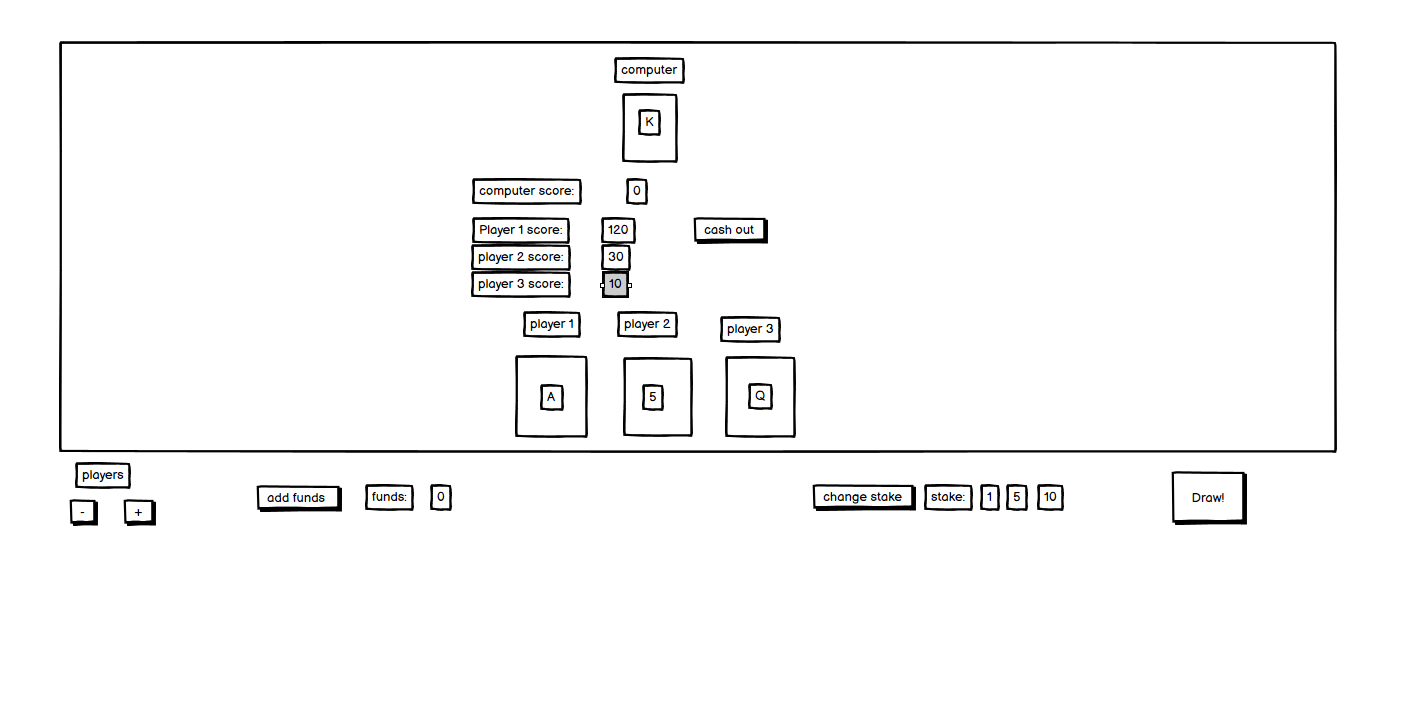 computer
K
computer score: 0
Player 1 score: 120 cash out
player 2 score: 30
player 3 score: 10
player 1 player 2 player 3
A 5 Q
players
- +
add funds funds: 0 change stake stake: 1 5 10 Draw!